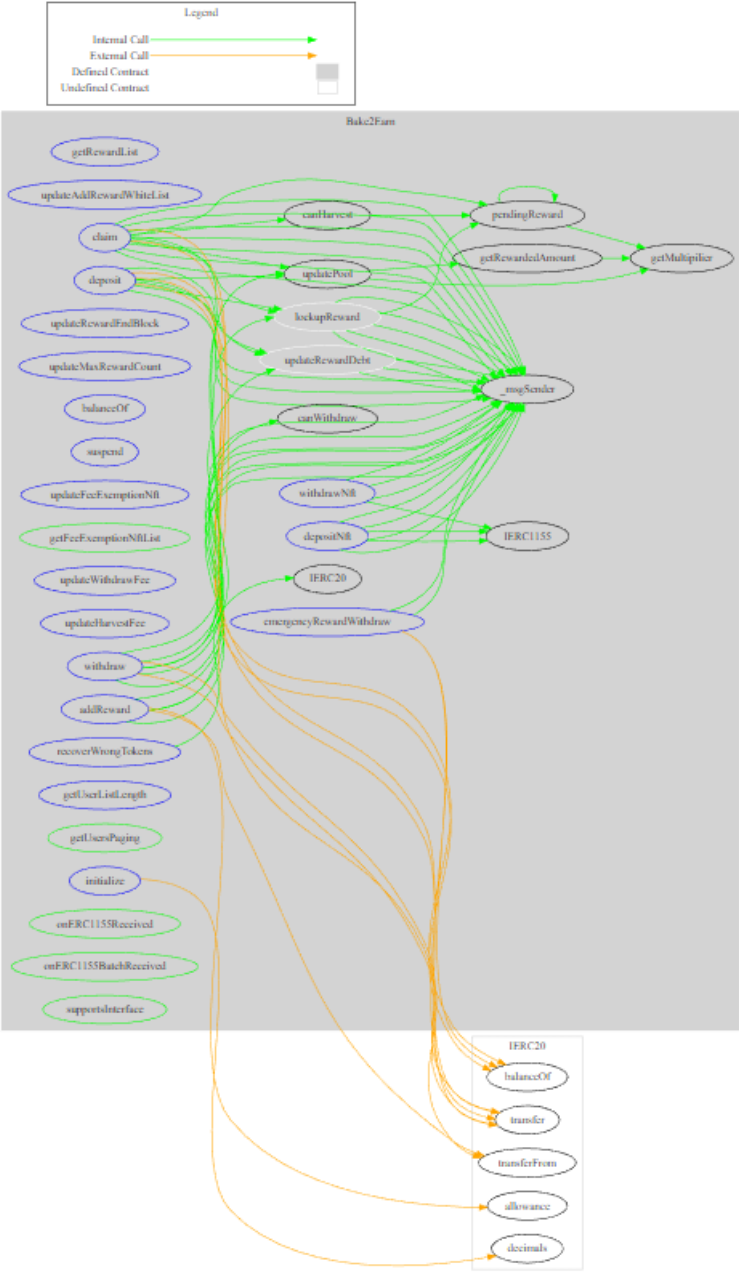 Legend
Internal Call
External Call
Defined Contract
Undefined Contract
Bake2Earn
getRewardList
updateAddRewardWhiteList
claim
canHarvest
pendingReward
deposit
updatePool
getRewardedAmount
getMultipilier
updateRewardEndBlock
lockupReward
updateMaxRewardCount
updateRewardDebt
_msgSender
balanceOf
canWithdraw
suspend
updateFeeExemptionNft
withdrawNft
getFeeExemptionNftList
depositNft
IERC1155
updateWithdrawFee
IERC20
updateHarvestFee
emergencyRewardWithdraw
withdraw
addReward
recoverWrongTokens
getUserListLength
getUsersPaging
initialize
onERC1155Received
onERC1155BatchReceived
supportsInterface
IERC20
balanceOf
transfer
transferFrom
allowance
decimals